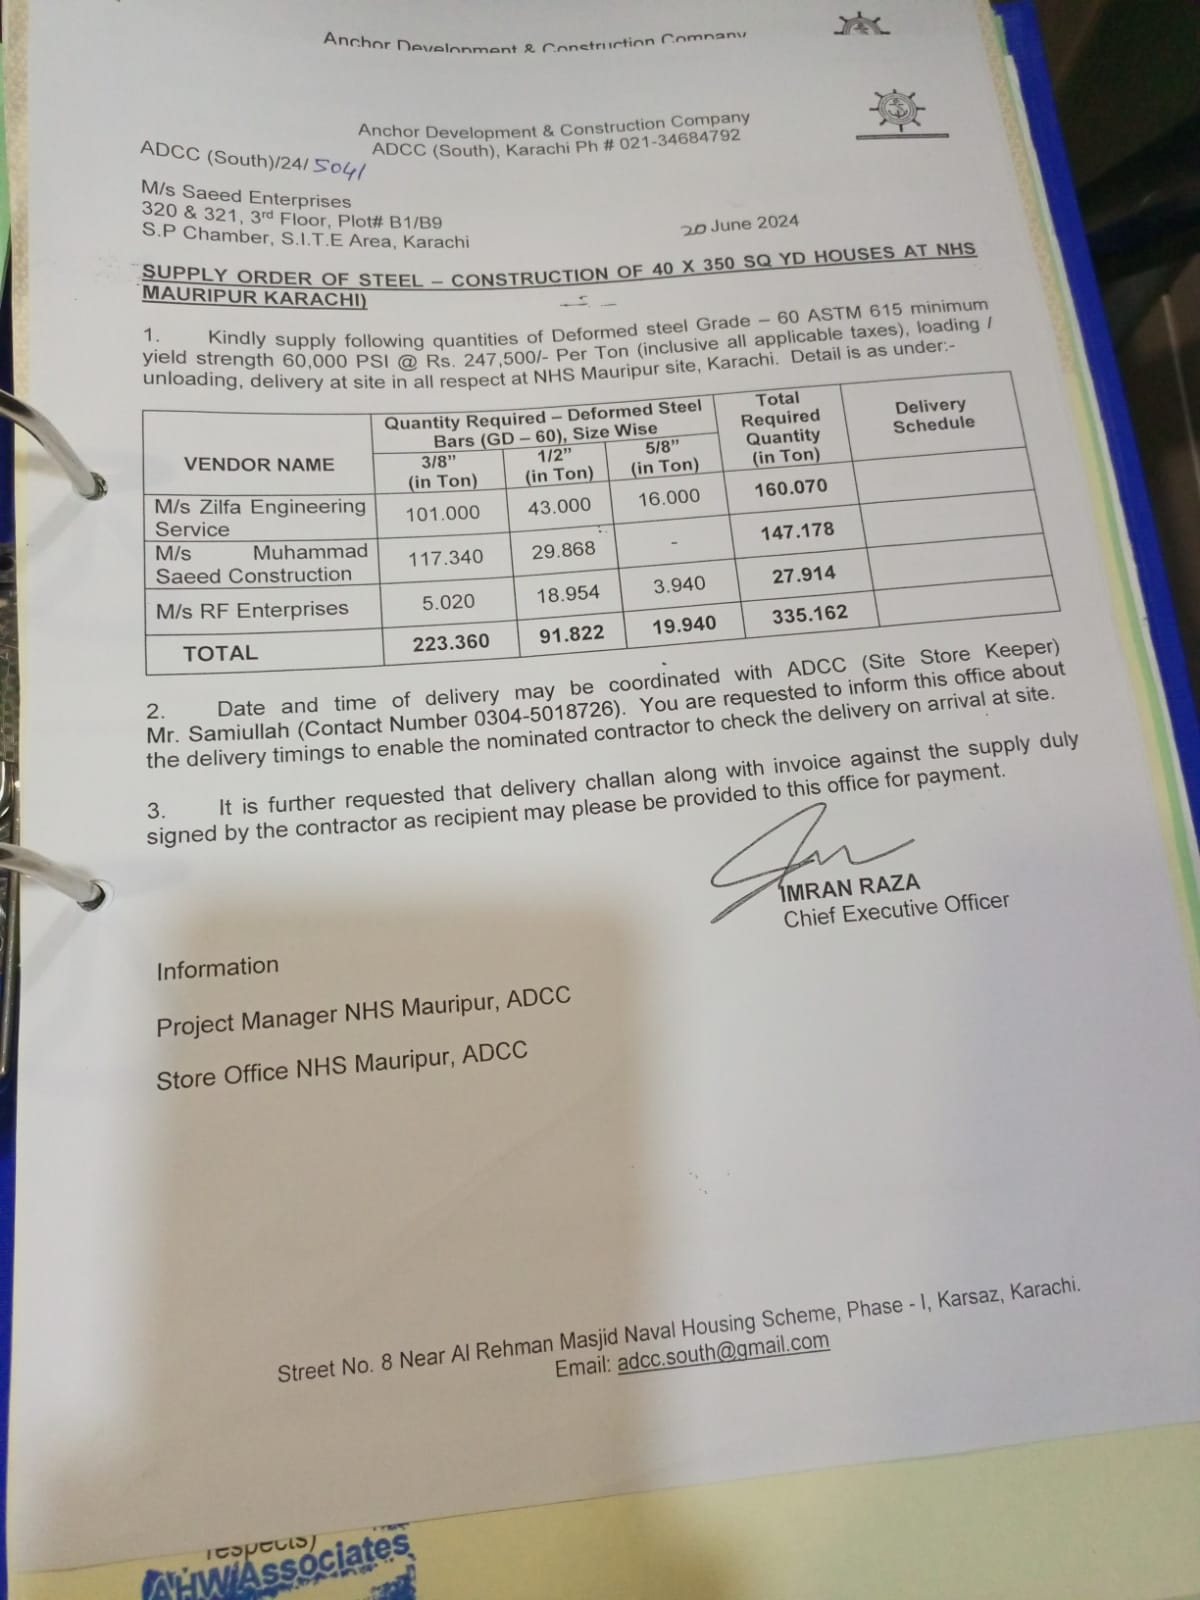 Anchor Development & Construction Company
Anchor Development & Construction Company
ADCC (South), Karachi Ph # 021-34684792
ADCC (South)/24/5041
M/s Saeed Enterprises
320 & 321, 3rd Floor, Plot# B1/B9
S.P Chamber, S.I.T.E Area, Karachi
20 June 2024
SUPPLY ORDER OF STEEL – CONSTRUCTION OF 40 X 350 SQ YD HOUSES AT NHS
MAURIPUR KARACHI)
1. Kindly supply following quantities of Deformed steel Grade – 60 ASTM 615 minimum
yield strength 60,000 PSI @ Rs. 247,500/- Per Ton (inclusive all applicable taxes), loading /
unloading, delivery at site in all respect at NHS Mauripur site, Karachi. Detail is as under:-
VENDOR NAME
Quantity Required – Deformed Steel
Bars (GD – 60), Size Wise
3/8”
(in Ton)
1/2”
(in Ton)
5/8”
(in Ton)
Total
Required
Quantity
(in Ton)
Delivery
Schedule
M/s Zilfa Engineering
Service
101.000 43.000 16.000 160.070
M/s Muhammad
Saeed Construction
117.340 29.868 - 147.178
M/s RF Enterprises 5.020 18.954 3.940 27.914
TOTAL 223.360 91.822 19.940 335.162
2. Date and time of delivery may be coordinated with ADCC (Site Store Keeper)
Mr. Samiullah (Contact Number 0304-5018726). You are requested to inform this office about
the delivery timings to enable the nominated contractor to check the delivery on arrival at site.
3. It is further requested that delivery challan along with invoice against the supply duly
signed by the contractor as recipient may please be provided to this office for payment.
IMRAN RAZA
Chief Executive Officer
Information
Project Manager NHS Mauripur, ADCC
Store Office NHS Mauripur, ADCC
Street No. 8 Near Al Rehman Masjid Naval Housing Scheme, Phase - I, Karsaz, Karachi.
Email: adcc.south@gmail.com
respects)
AHW Associates